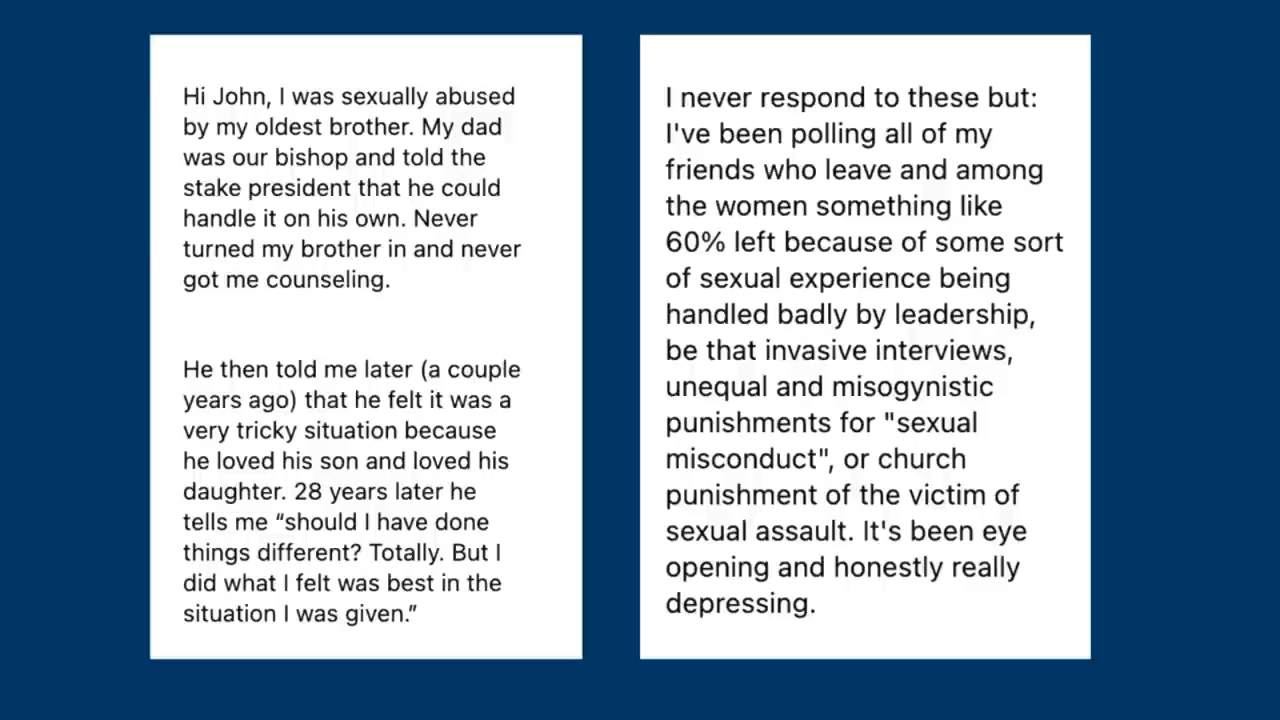 Hi John, I was sexually abused
by my oldest brother. My dad
was our bishop and told the
stake president that he could
handle it on his own. Never
turned my brother in and never
got me counseling.
He then told me later (a couple
years ago) that he felt it was a
very tricky situation because
he loved his son and loved his
daughter. 28 years later he
tells me “should I have done
things different? Totally. But I
did what I felt was best in the
situation I was given.”
I never respond to these but:
I've been polling all of my
friends who leave and among
the women something like
60% left because of some sort
of sexual experience being
handled badly by leadership,
be that invasive interviews,
unequal and misogynistic
punishments for "sexual
misconduct", or church
punishment of the victim of
sexual assault. It's been eye
opening and honestly really
depressing.